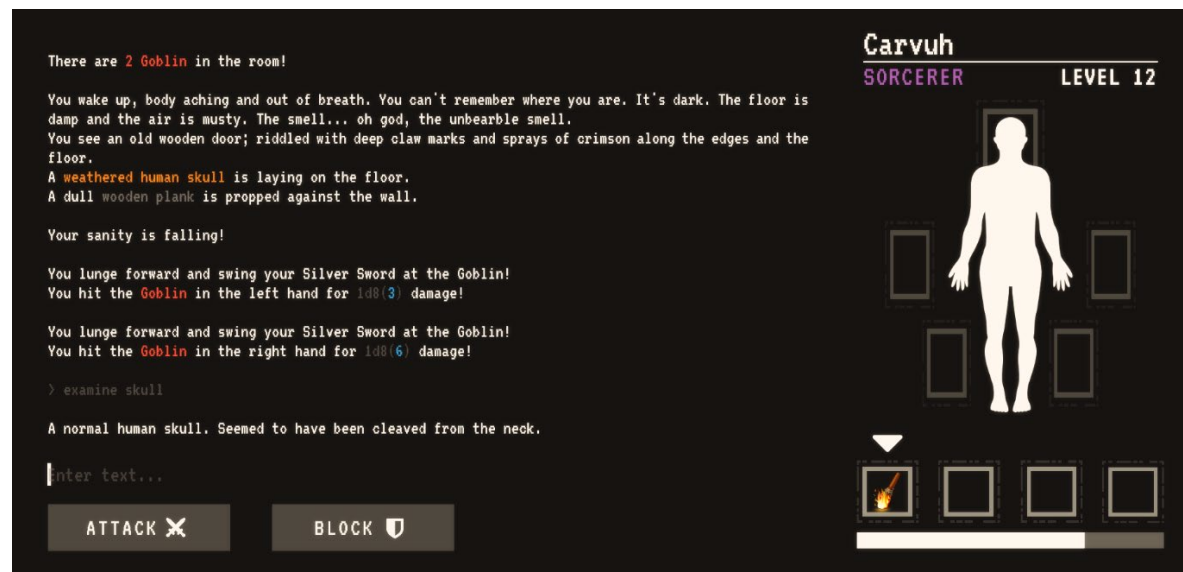 There are 2 Goblin in the room!
You wake up, body aching and out of breath. You can't remember where you are. It's dark. The floor is
damp and the air is musty. The smell... oh god, the unbearble smell.
You see an old wooden door; riddled with deep claw marks and sprays of crimson along the edges and the
floor.
A weathered human skull is laying on the floor.
A dull wooden plank is propped against the wall.
Your sanity is falling!
You lunge forward and swing your Silver Sword at the Goblin!
You hit the Goblin in the left hand for 1d8(3) damage!
You lunge forward and swing your Silver Sword at the Goblin!
You hit the Goblin in the right hand for 1d8(6) damage!
> examine skull
A normal human skull. Seemed to have been cleaved from the neck.
Enter text...
ATTACK
BLOCK
Carvuh
SORCERER LEVEL 12